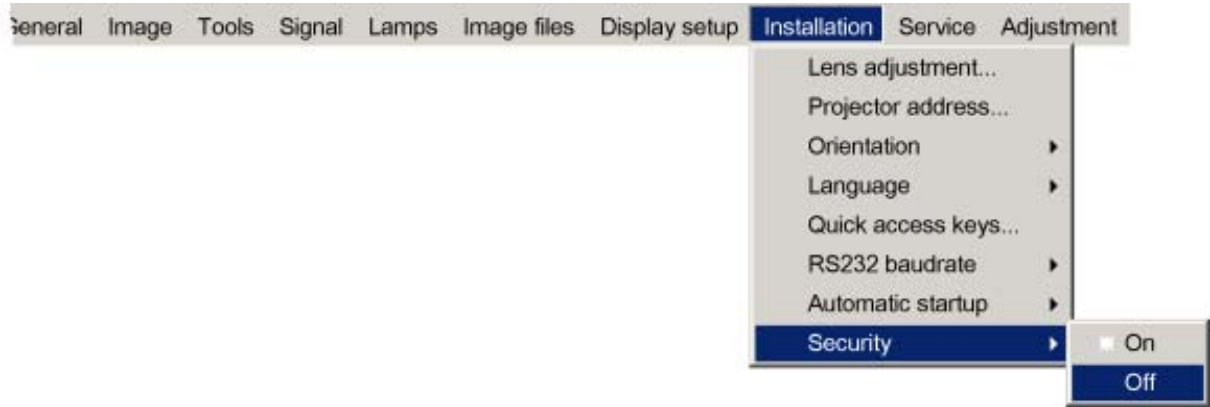 General Image Tools Signal Lamps Image files Display setup Installation Service Adjustment
Lens adjustment...
Projector address...
Orientation
Language
Quick access keys...
RS232 baudrate
Automatic startup
Security
On
Off